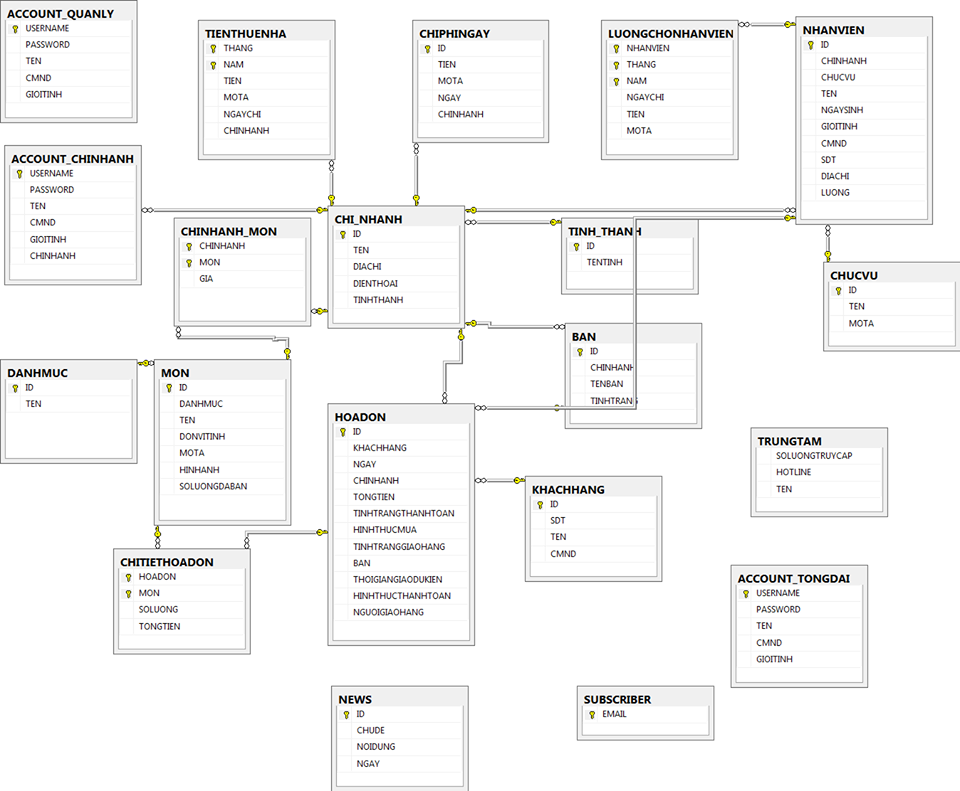 ACCOUNT_QUANLY
USERNAME
PASSWORD
TEN
CMND
GIOITINH
TIENTHUENHA
THANG
NAM
TIEN
MOTA
NGAYCHI
CHINHANH
CHIPHINGAY
ID
TIEN
MOTA
NGAY
CHINHANH
LUONGCHONHANVIEN
NHANVIEN
THANG
NAM
NGAYCHI
TIEN
MOTA
NHANVIEN
ID
CHINHANH
CHUCVU
TEN
NGAYSINH
GIOITINH
CMND
SDT
DIACHI
LUONG
ACCOUNT_CHINHANH
USERNAME
PASSWORD
TEN
CMND
GIOITINH
CHINHANH
CHINHANH_MON
CHINHANH
MON
GIA
CHI_NHANH
ID
TEN
DIACHI
DIENTHOAI
TINHTHANH
TINH_THANH
ID
TENTINH
CHUCVU
ID
TEN
MOTA
BAN
ID
CHINHANH
TENBAN
TINHTRANG
DANHMUC
ID
TEN
MON
ID
DANHMUC
TEN
DONVITINH
MOTA
HINHANH
SOLUONGDABAN
HOADON
ID
KHACHHANG
NGAY
CHINHANH
TONGTIEN
TINHTRANGTHANHTOAN
HINHTHUCMUA
TINHTRANGGIAOHANG
BAN
THOIGIANGIAODUKIEN
HINHTHUCTHANHTOAN
NGUOIGIAOHANG
KHACHHANG
ID
SDT
TEN
CMND
TRUNGTAM
SOLUONGTRUYCAP
HOTLINE
TEN
CHITIETHOADON
HOADON
MON
SOLUONG
TONGTIEN
ACCOUNT_TONGDAI
USERNAME
PASSWORD
TEN
CMND
GIOITINH
NEWS
ID
CHUDE
NOIDUNG
NGAY
SUBSCRIBER
EMAIL